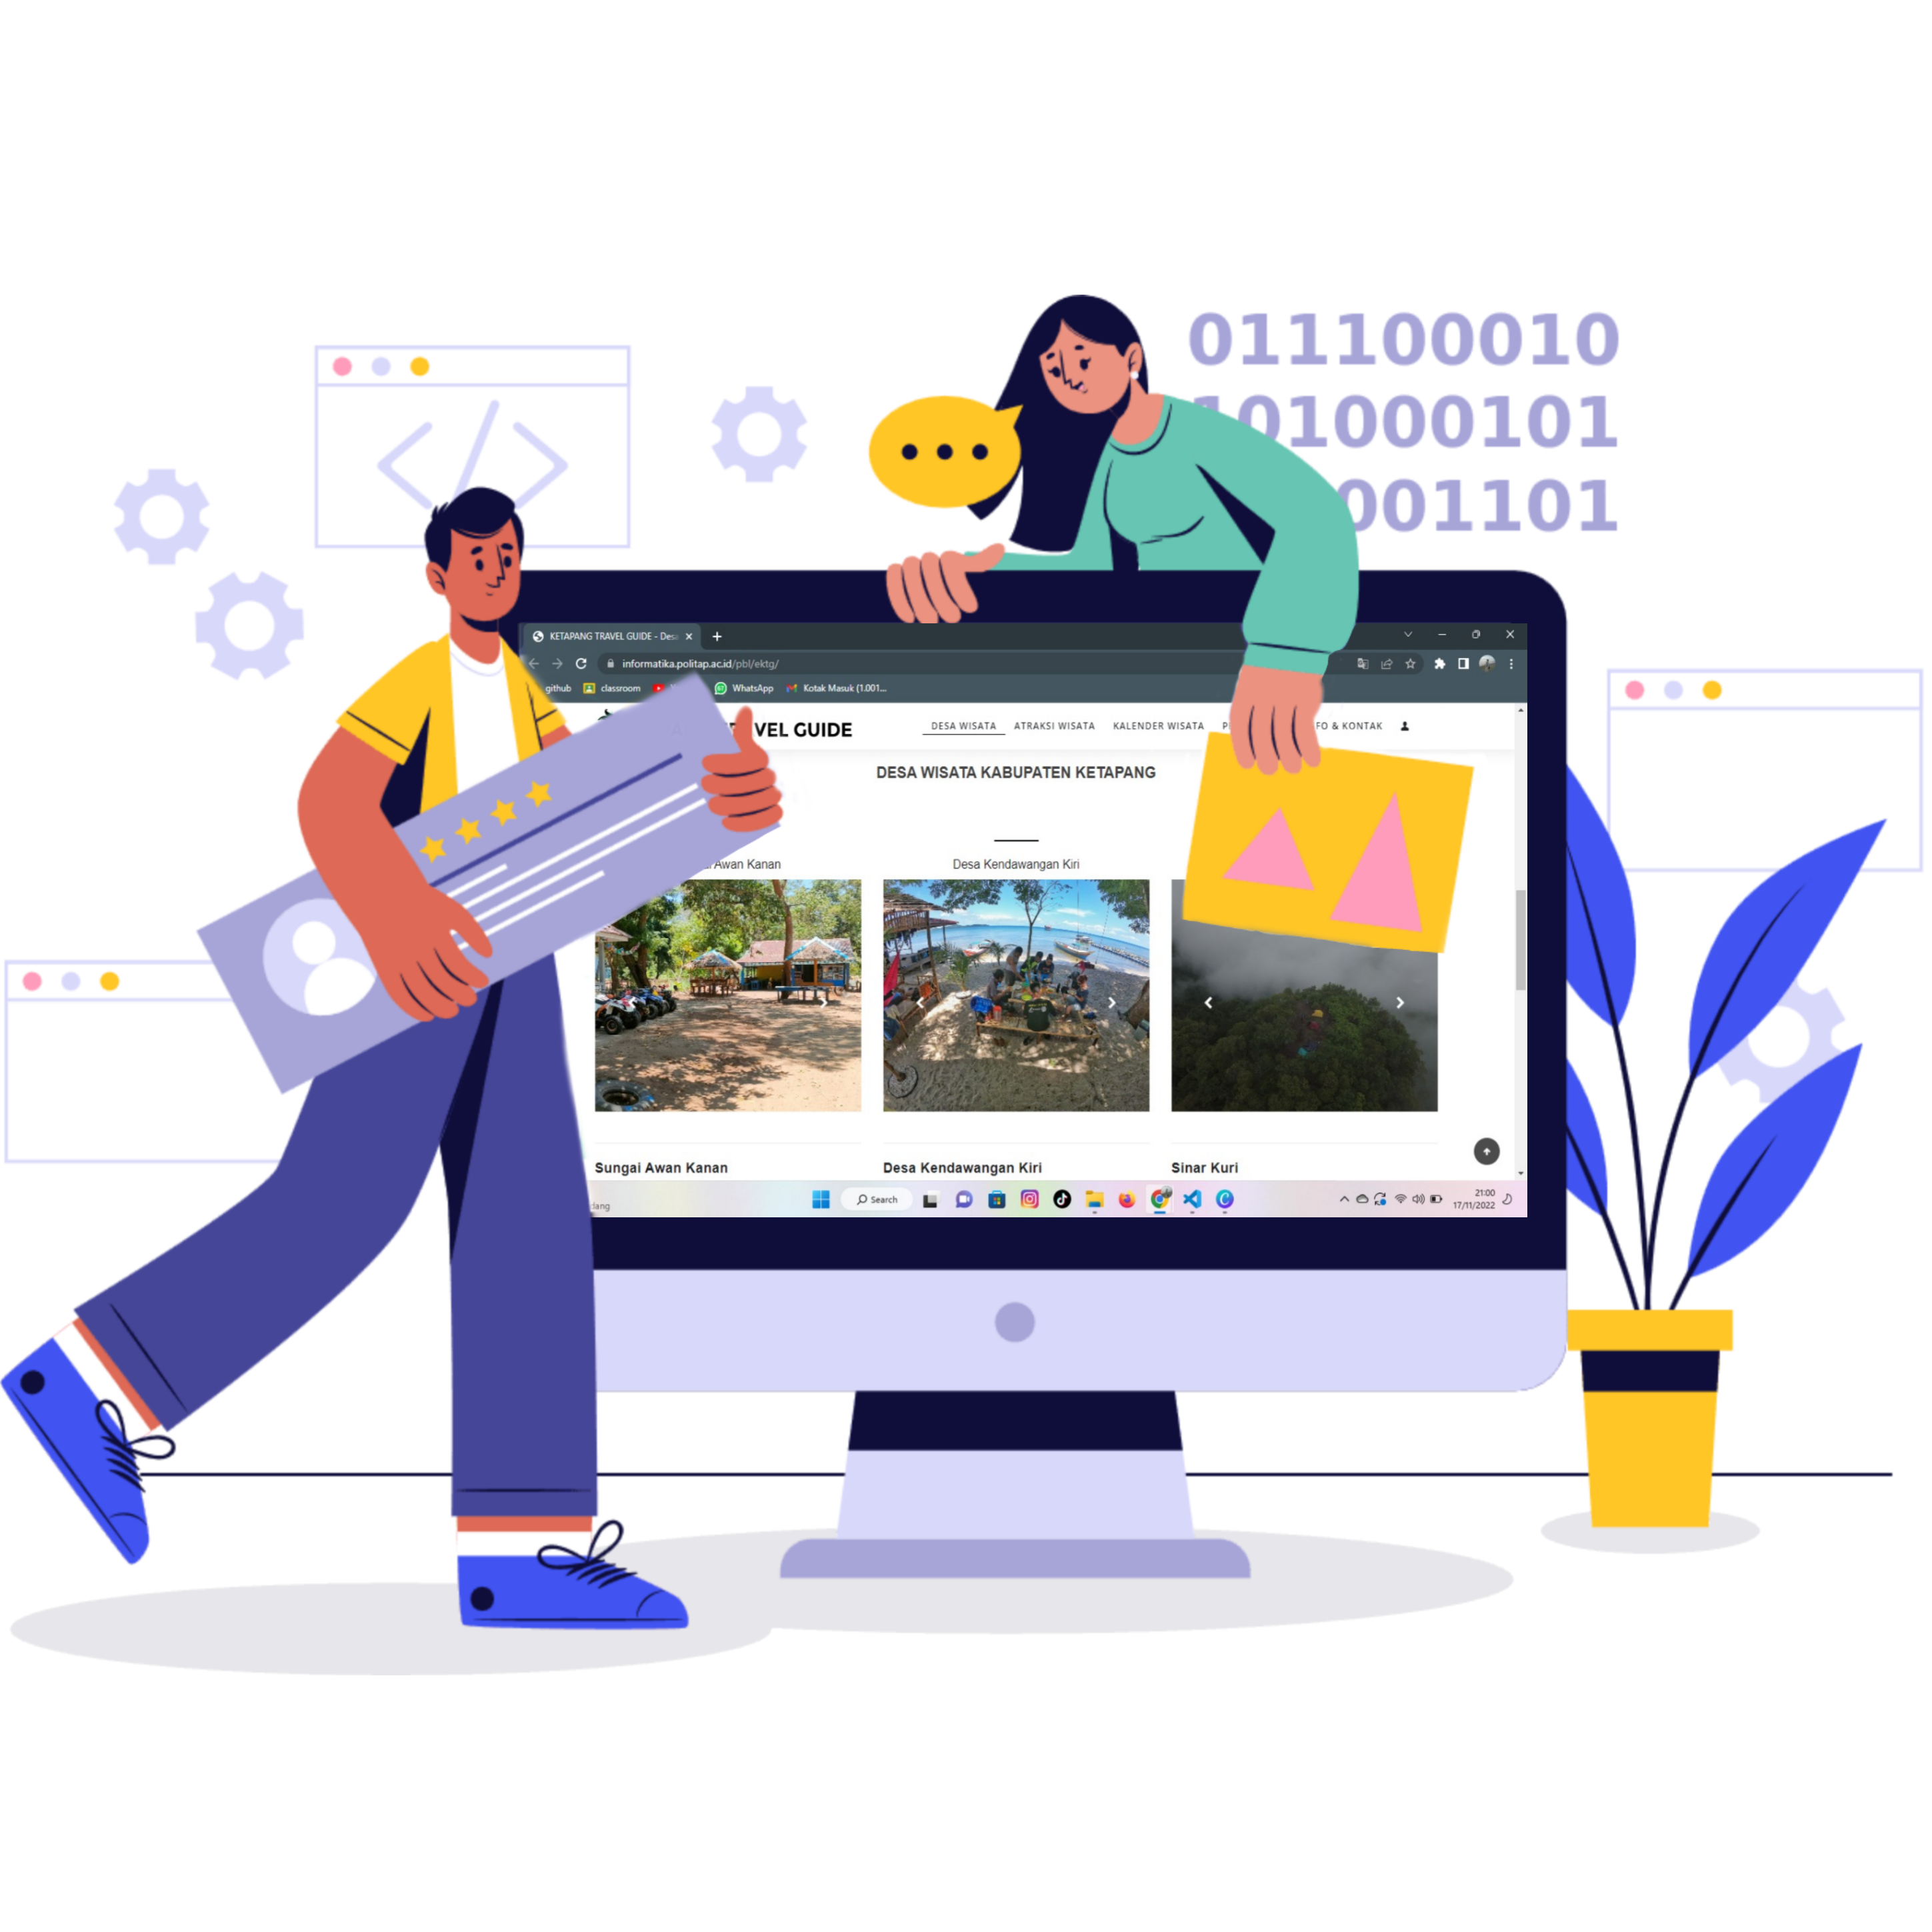 011100010
101000101
001101
KETAPANG TRAVEL GUIDE - Desa
informatika.politap.ac.id/pbl/ektg/
github classroom WhatsApp Kotak Masuk (1.001...
VEL GUIDE DESA WISATA ATRAKSI WISATA KALENDER WISATA FO & KONTAK
DESA WISATA KABUPATEN KETAPANG
Awan Kanan Desa Kendawangan Kiri
Sungai Awan Kanan Desa Kendawangan Kiri Sinar Kuri
Search 21:00
17/11/2022